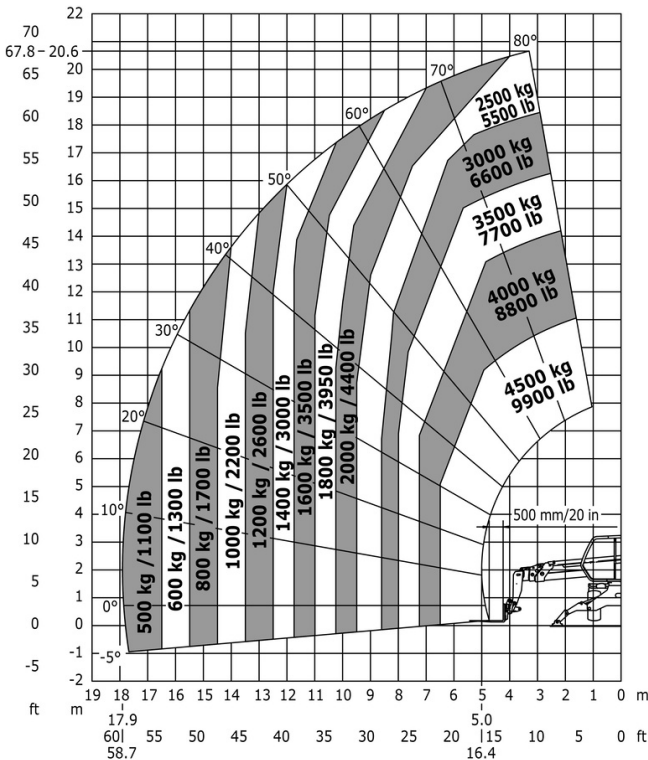 22
70
67.8 – 20.6
65
21
20
60
19
18
55
17
16
50
15
14
45
13
40
12
11
35
10
30
9
8
25
7
20
6
5
15
4
10
3
2
5
1
0
0
-1
-5
-2
80°
70°
60°
50°
40°
30°
20°
10°
0°
-5°
2500 kg
5500 lb
3000 kg
6600 lb
3500 kg
7700 lb
4000 kg
8800 lb
4500 kg
9900 lb
500 kg /1100 lb
600 kg /1300 lb
800 kg /1700 lb
1000 kg /2200 lb
1200 kg /2600 lb
1400 kg /3000 lb
1600 kg /3500 lb
1800 kg /3950 lb
2000 kg /4400 lb
500 mm/20 in
ft m 19 18 17 16 15 14 13 12 11 10 9 8 7 6 5 4 3 2 1 0 m
17.9 5.0
60 55 50 45 40 35 30 25 20 15 10 5 0 ft
58.7 16.4